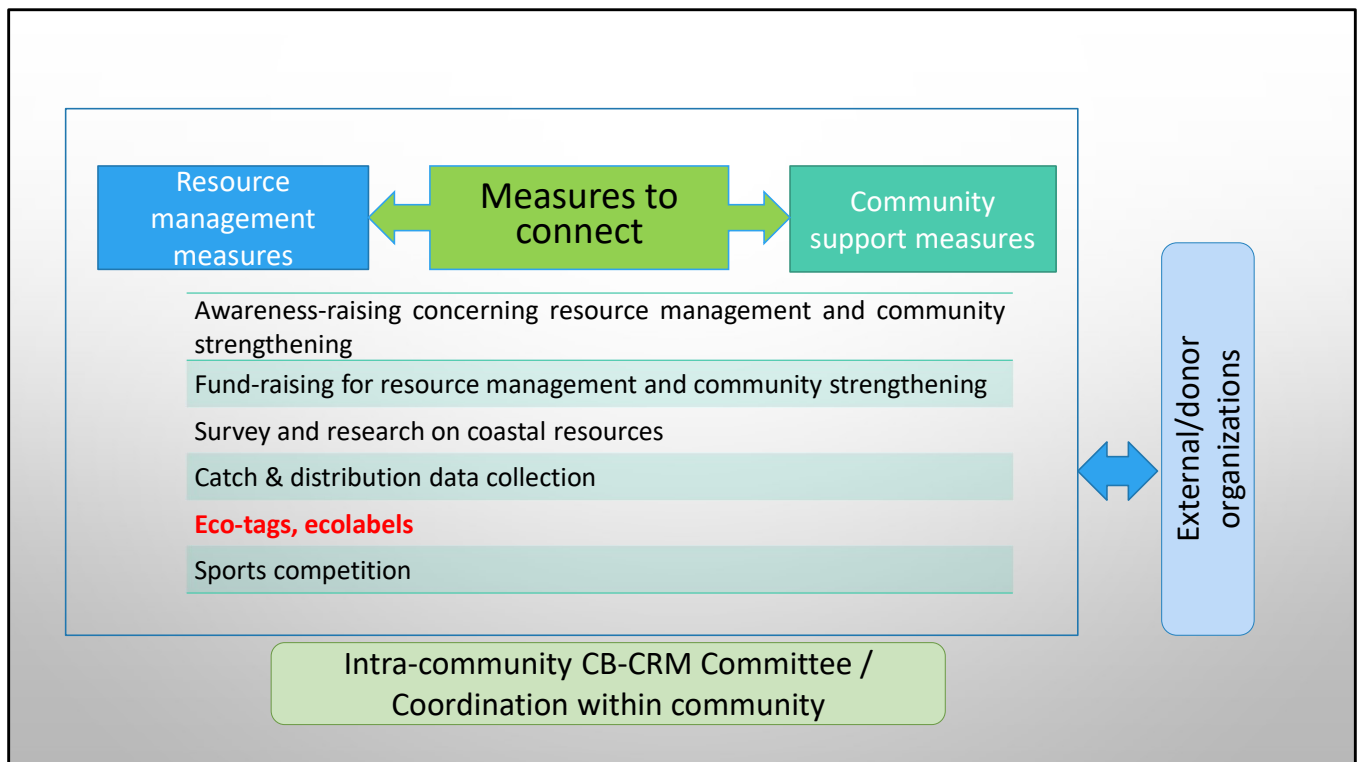 Resource
management
measures
Measures to
connect
Community
support measures
Awareness-raising concerning resource management and community
strengthening
Fund-raising for resource management and community strengthening
Survey and research on coastal resources
Catch & distribution data collection
Eco-tags, ecolabels
Sports competition
External/donor
organizations
Intra-community CB-CRM Committee /
Coordination within community